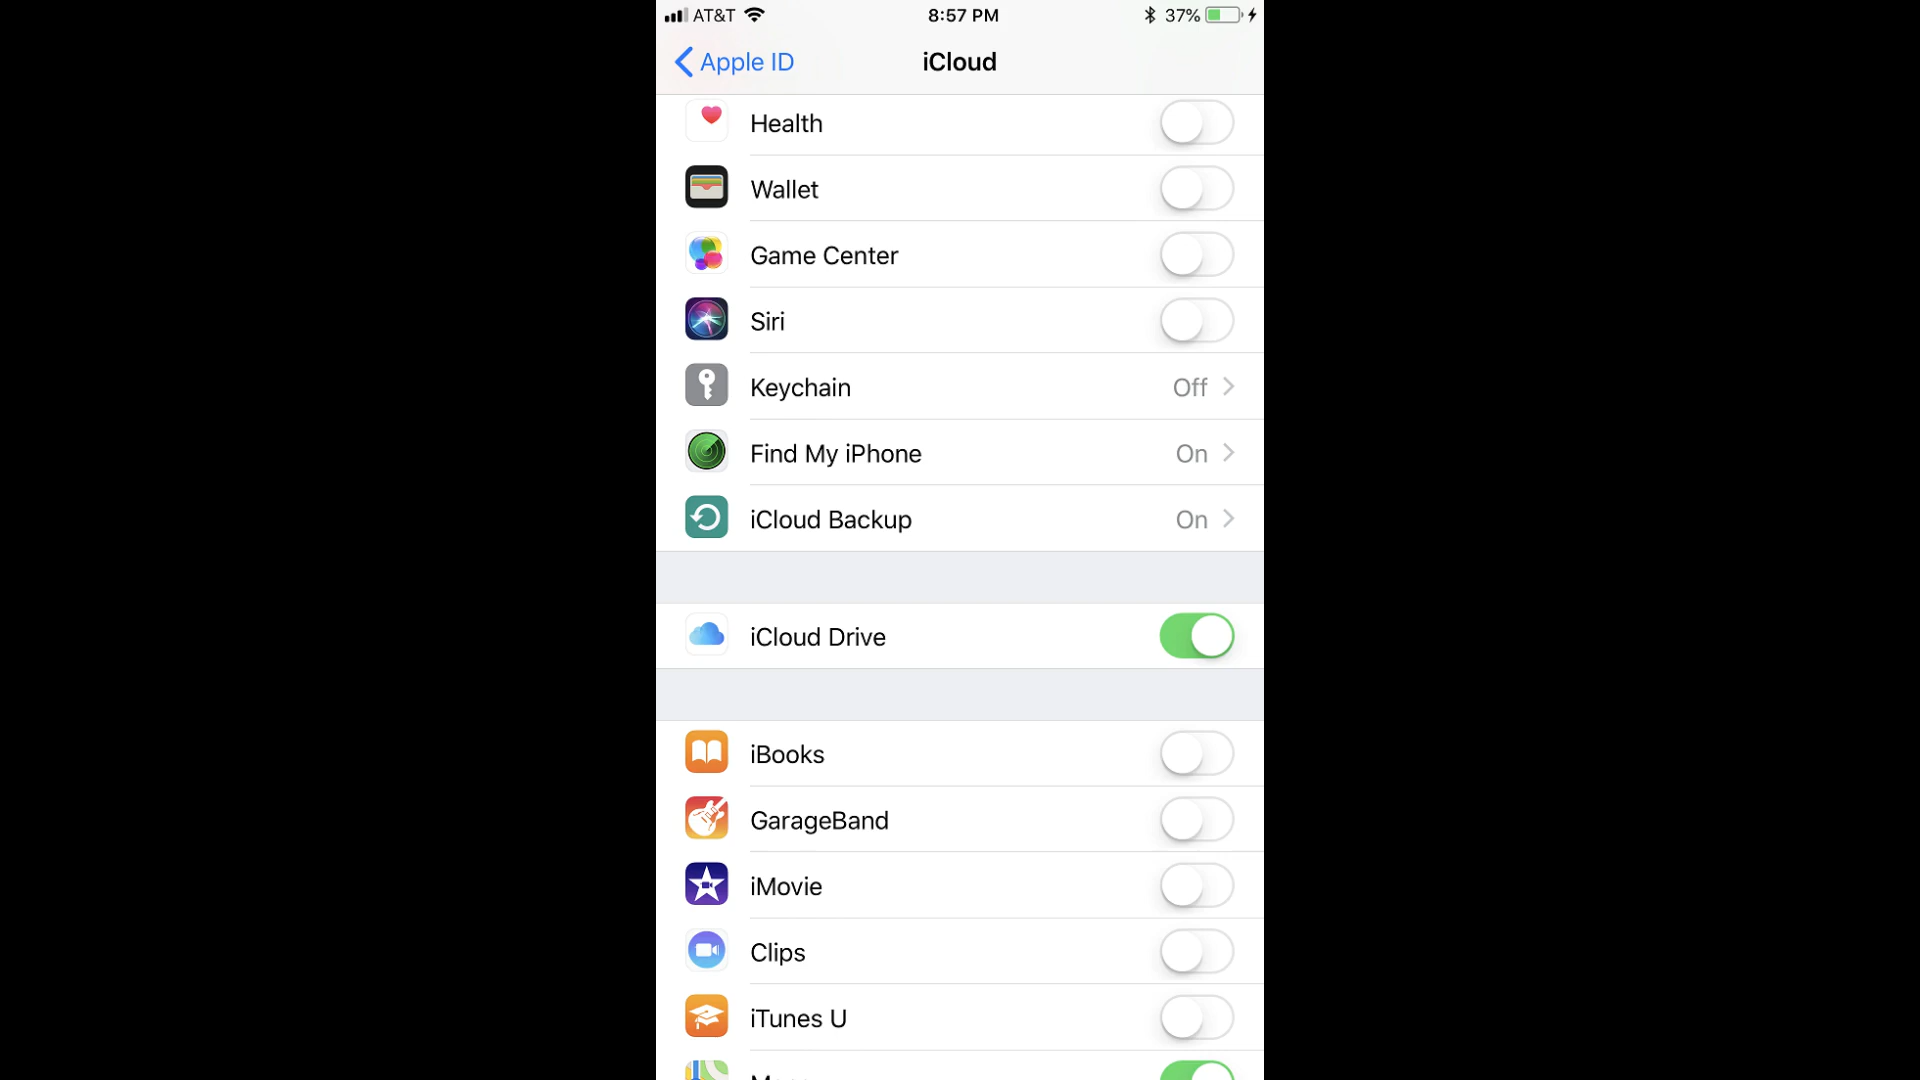 AT&T 8:57 PM 37%
Apple ID iCloud
Health
Wallet
Game Center
Siri
Keychain Off
Find My iPhone On
iCloud Backup On
iCloud Drive
iBooks
GarageBand
iMovie
Clips
iTunes U